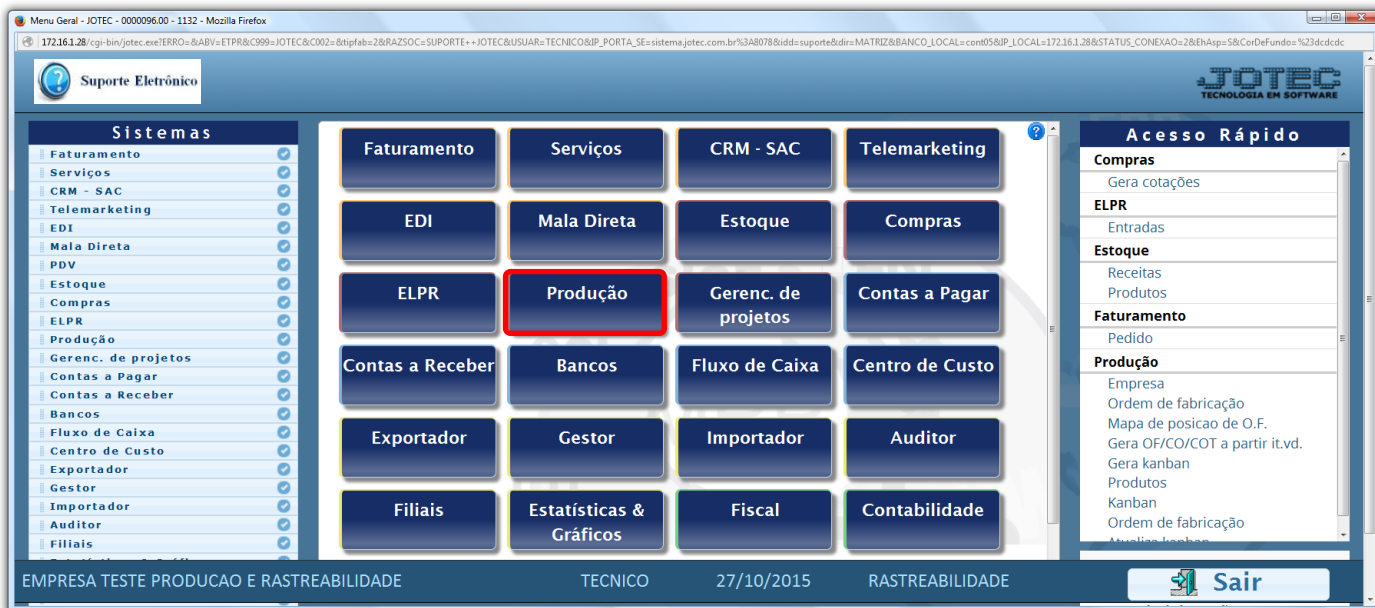 Menu Geral - JOTEC - 0000096.00 - 1132 - Mozilla Firefox
172.16.1.28/cgi-bin/jotec.exe?ERRO=&ABV=ETPR&C999=JOTEC&C002=&tipfab=2&RAZSOC=SUPORTE++JOTEC&USUAR=TECNICO&IP_PORTA_SE=sistema.jotec.com.br%3A8078&idd=suporte&dir=MATRIZ&BANCO_LOCAL=cont05&IP_LOCAL=172.16.1.28&STATUS_CONEXAO=2&EhAsp=S&CorDeFundo=%23dcdcdc
Suporte Eletrônico
JOTEC
TECNOLOGIA EM SOFTWARE
Sistemas
Faturamento
Serviços
CRM - SAC
Telemarketing
EDI
Mala Direta
PDV
Estoque
Compras
ELPR
Produção
Gerenc. de projetos
Contas a Pagar
Contas a Receber
Bancos
Fluxo de Caixa
Centro de Custo
Exportador
Gestor
Importador
Auditor
Filiais
Faturamento
Serviços
CRM - SAC
Telemarketing
EDI
Mala Direta
Estoque
Compras
ELPR
Produção
Gerenc. de
projetos
Contas a Pagar
Contas a Receber
Bancos
Fluxo de Caixa
Centro de Custo
Exportador
Gestor
Importador
Auditor
Filiais
Estatísticas &
Gráficos
Fiscal
Contabilidade
Acesso Rápido
Compras
Gera cotações
ELPR
Entradas
Estoque
Receitas
Produtos
Faturamento
Pedido
Produção
Empresa
Ordem de fabricação
Mapa de posicao de O.F.
Gera OF/CO/COT a partir it.vd.
Gera kanban
Produtos
Kanban
Ordem de fabricação
Atualiza kanban
EMPRESA TESTE PRODUCAO E RASTREABILIDADE
TECNICO
27/10/2015
RASTREABILIDADE
Sair